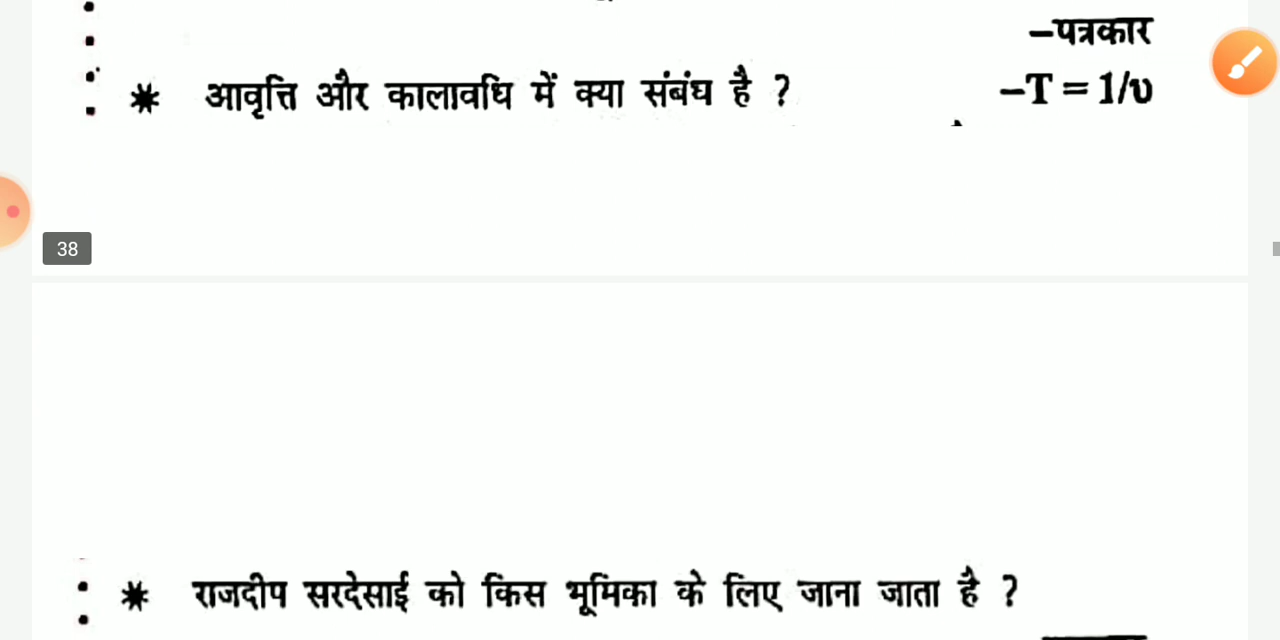 –पत्रकार
* आवृत्ति और कालावधि में क्या संबंध है ? –T = 1/υ
38
* राजदीप सरदेसाई को किस भूमिका के लिए जाना जाता है ?